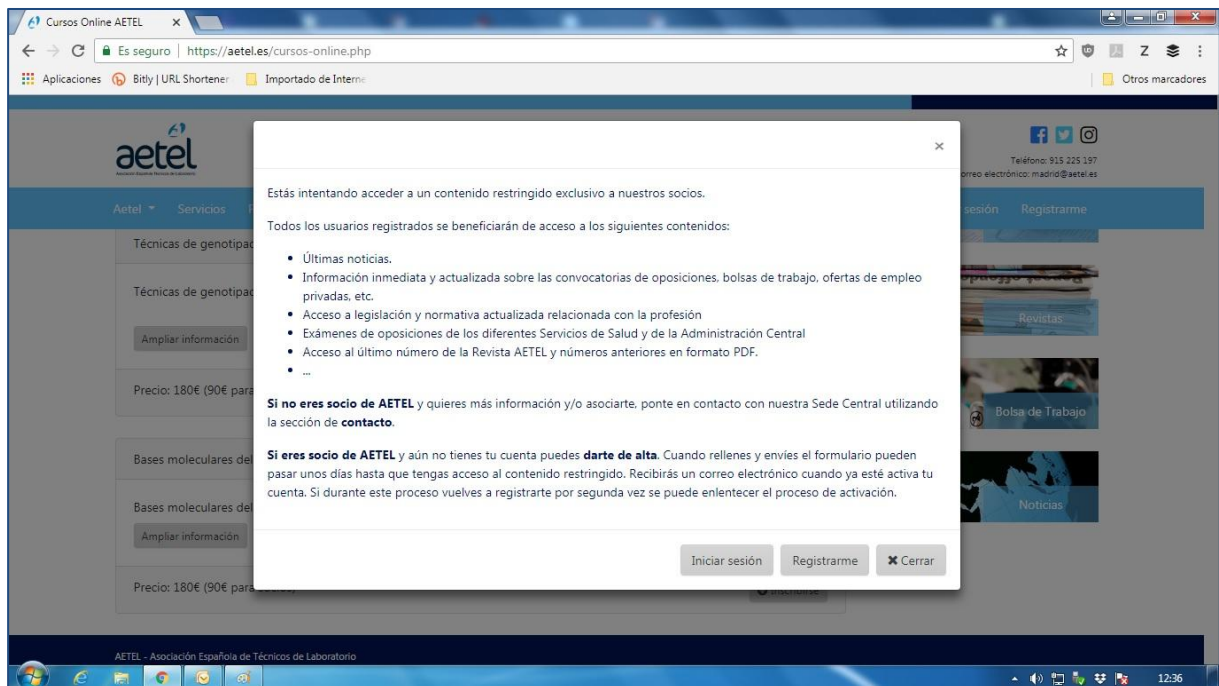 Cursos Online AETEL
Es seguro | https://aetel.es/cursos-online.php
Z
Aplicaciones
Bitly | URL Shortener
Importado de Interne
Otros marcadores
aetel
Asociación Española de Técnicos de Laboratorio
Teléfono: 915 225 197
orreo electrónico: madrid@aetel.es
Aetel
Servicios
sesión
Registrarme
Técnicas de genotipac
Técnicas de genotipac
Ampliar información
Precio: 180€ (90€ para
Bases moleculares del
Bases moleculares del
Ampliar información
Precio: 180€ (90€ para
Inscribirse
Revistas
Bolsa de Trabajo
Noticias
×
Estás intentando acceder a un contenido restringido exclusivo a nuestros socios.
Todos los usuarios registrados se beneficiarán de acceso a los siguientes contenidos:
• Últimas noticias.
• Información inmediata y actualizada sobre las convocatorias de oposiciones, bolsas de trabajo, ofertas de empleo
privadas, etc.
• Acceso a legislación y normativa actualizada relacionada con la profesión
• Exámenes de oposiciones de los diferentes Servicios de Salud y de la Administración Central
• Acceso al último número de la Revista AETEL y números anteriores en formato PDF.
• ...
Si no eres socio de AETEL y quieres más información y/o asociarte, ponte en contacto con nuestra Sede Central utilizando
la sección de contacto.
Si eres socio de AETEL y aún no tienes tu cuenta puedes darte de alta. Cuando rellenes y envíes el formulario pueden
pasar unos días hasta que tengas acceso al contenido restringido. Recibirás un correo electrónico cuando ya esté activa tu
cuenta. Si durante este proceso vuelves a registrarte por segunda vez se puede enlentecer el proceso de activación.
Iniciar sesión
Registrarme
✖ Cerrar
AETEL - Asociación Española de Técnicos de Laboratorio
12:36